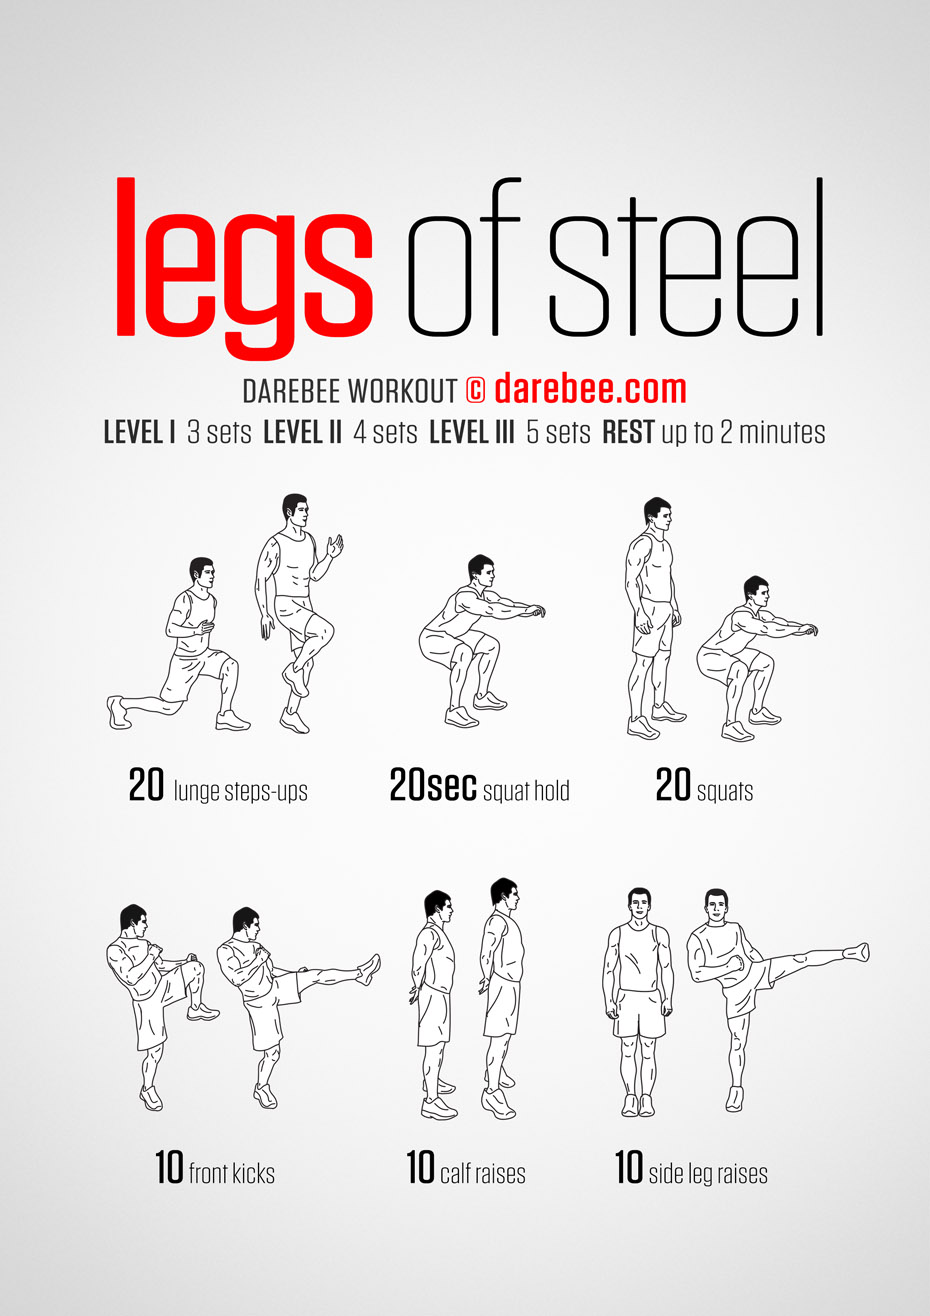 legs of steel
DAREBEE WORKOUT © darebee.com
LEVEL I 3 sets LEVEL II 4 sets LEVEL III 5 sets REST up to 2 minutes
20 lunge steps-ups
20sec squat hold
20 squats
10 front kicks
10 calf raises
10 side leg raises